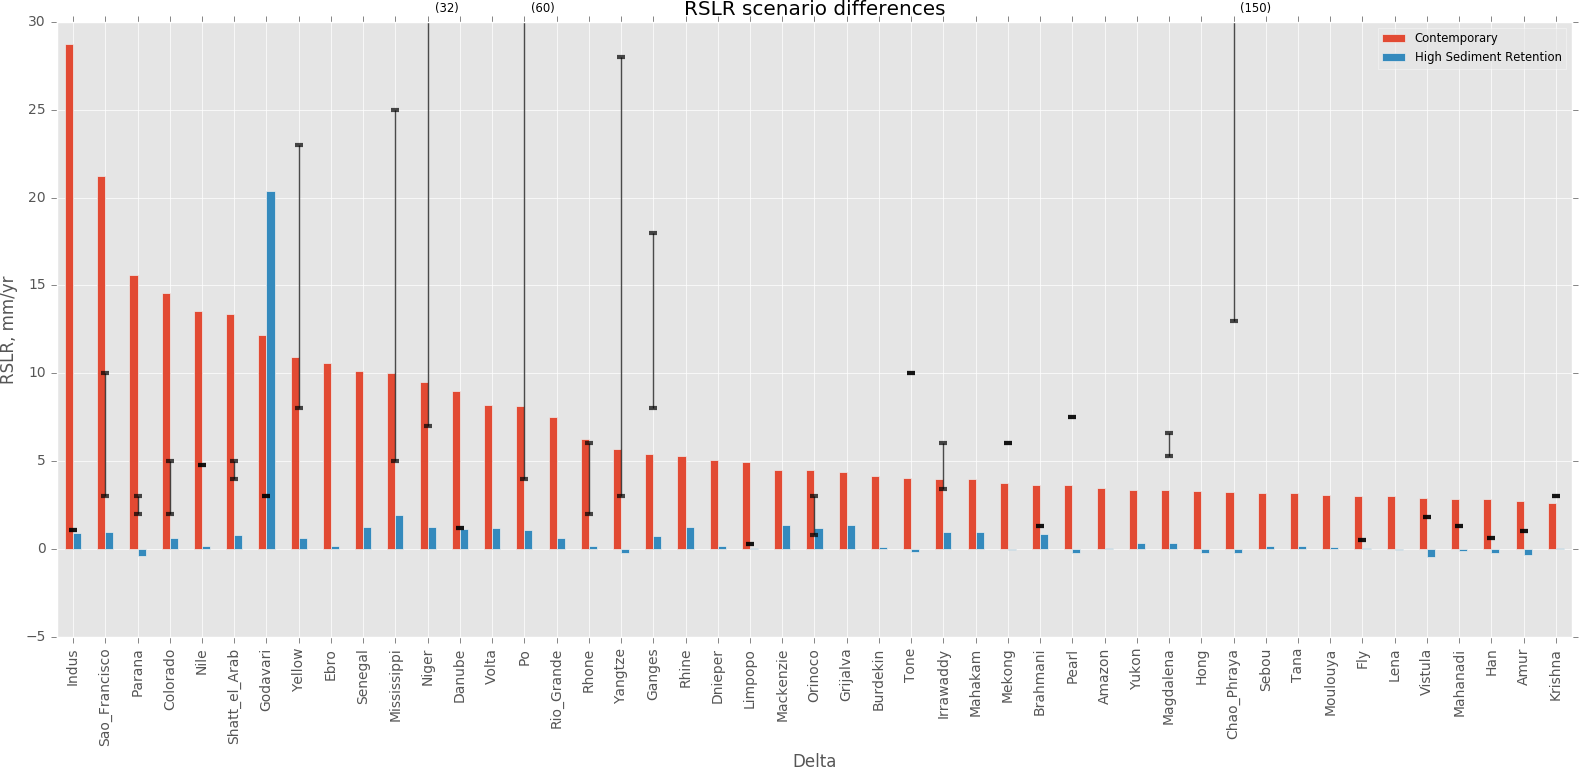 RSLR scenario differences
(32)
(60)
(150)
Contemporary
High Sediment Retention
RSLR, mm/yr
30
25
20
15
10
5
0
−5
Indus
Sao_Francisco
Parana
Colorado
Nile
Shatt_el_Arab
Godavari
Yellow
Ebro
Senegal
Mississippi
Niger
Danube
Volta
Po
Rio_Grande
Rhone
Yangtze
Ganges
Rhine
Dnieper
Limpopo
Mackenzie
Orinoco
Grijalva
Burdekin
Tone
Irrawaddy
Mahakam
Mekong
Brahmani
Pearl
Amazon
Yukon
Magdalena
Hong
Chao_Phraya
Sebou
Tana
Moulouya
Fly
Lena
Vistula
Mahanadi
Han
Amur
Krishna
Delta